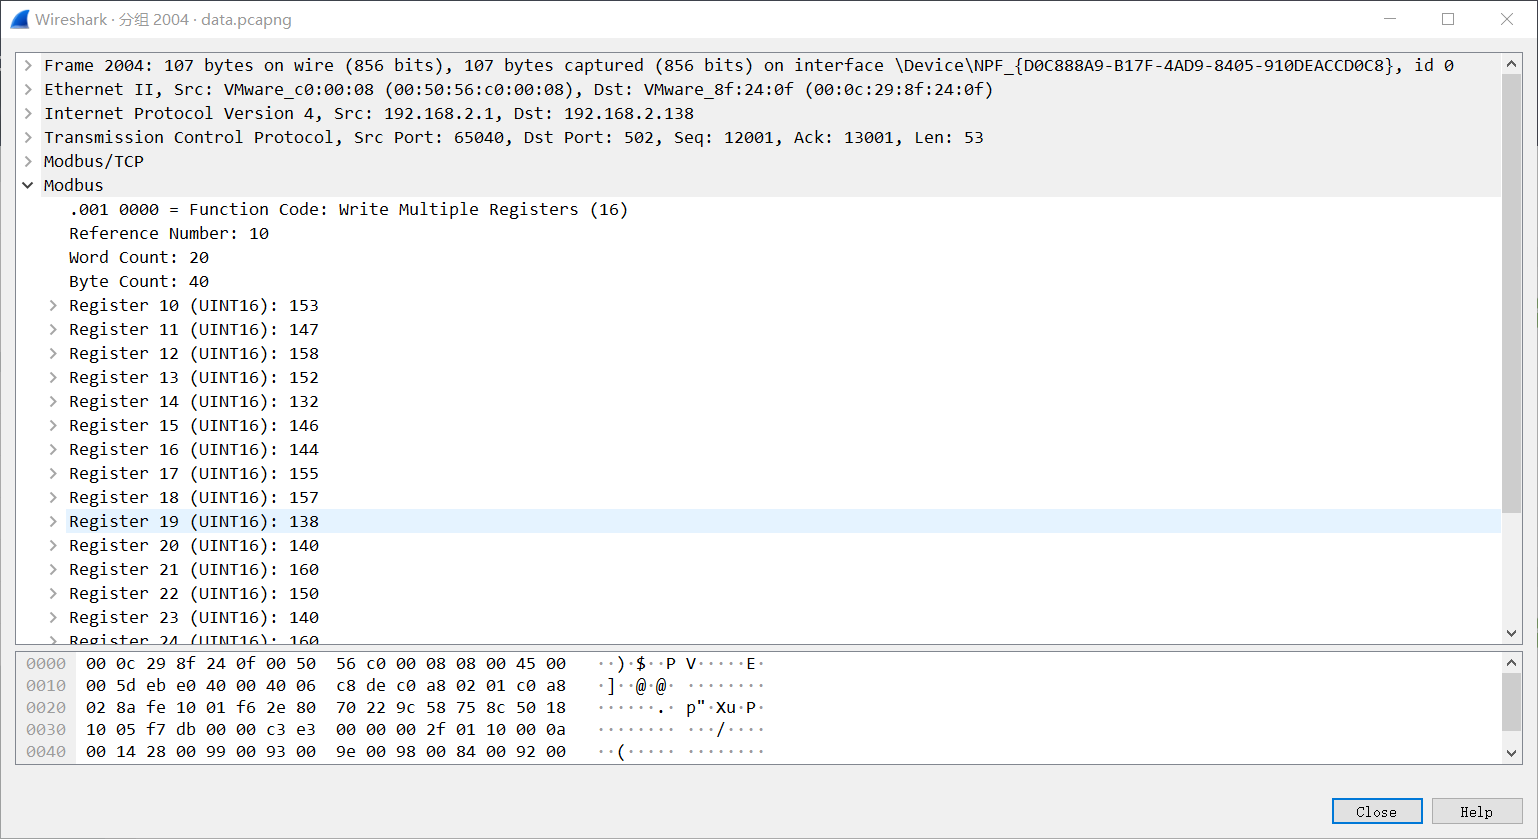 Wireshark · 分组 2004 · data.pcapng
Frame 2004: 107 bytes on wire (856 bits), 107 bytes captured (856 bits) on interface \Device\NPF_{D0C888A9-B17F-4AD9-8405-910DEACCD0C8}, id 0
Ethernet II, Src: VMware_c0:00:08 (00:50:56:c0:00:08), Dst: VMware_8f:24:0f (00:0c:29:8f:24:0f)
Internet Protocol Version 4, Src: 192.168.2.1, Dst: 192.168.2.138
Transmission Control Protocol, Src Port: 65040, Dst Port: 502, Seq: 12001, Ack: 13001, Len: 53
Modbus/TCP
Modbus
.001 0000 = Function Code: Write Multiple Registers (16)
Reference Number: 10
Word Count: 20
Byte Count: 40
Register 10 (UINT16): 153
Register 11 (UINT16): 147
Register 12 (UINT16): 158
Register 13 (UINT16): 152
Register 14 (UINT16): 132
Register 15 (UINT16): 146
Register 16 (UINT16): 144
Register 17 (UINT16): 155
Register 18 (UINT16): 157
Register 19 (UINT16): 138
Register 20 (UINT16): 140
Register 21 (UINT16): 160
Register 22 (UINT16): 150
Register 23 (UINT16): 140
Register 24 (UINT16): 160
0000 00 0c 29 8f 24 0f 00 50 56 c0 00 08 08 00 45 00 ··)·$··P V·····E·
0010 00 5d eb e0 40 00 40 06 c8 de c0 a8 02 01 c0 a8 ·]··@·@· ········
0020 02 8a fe 10 01 f6 2e 80 70 22 9c 58 75 8c 50 18 ······.· p"·Xu·P·
0030 10 05 f7 db 00 00 c3 e3 00 00 00 2f 01 10 00 0a ········ ···/····
0040 00 14 28 00 99 00 93 00 9e 00 98 00 84 00 92 00 ··(····· ········
Close Help